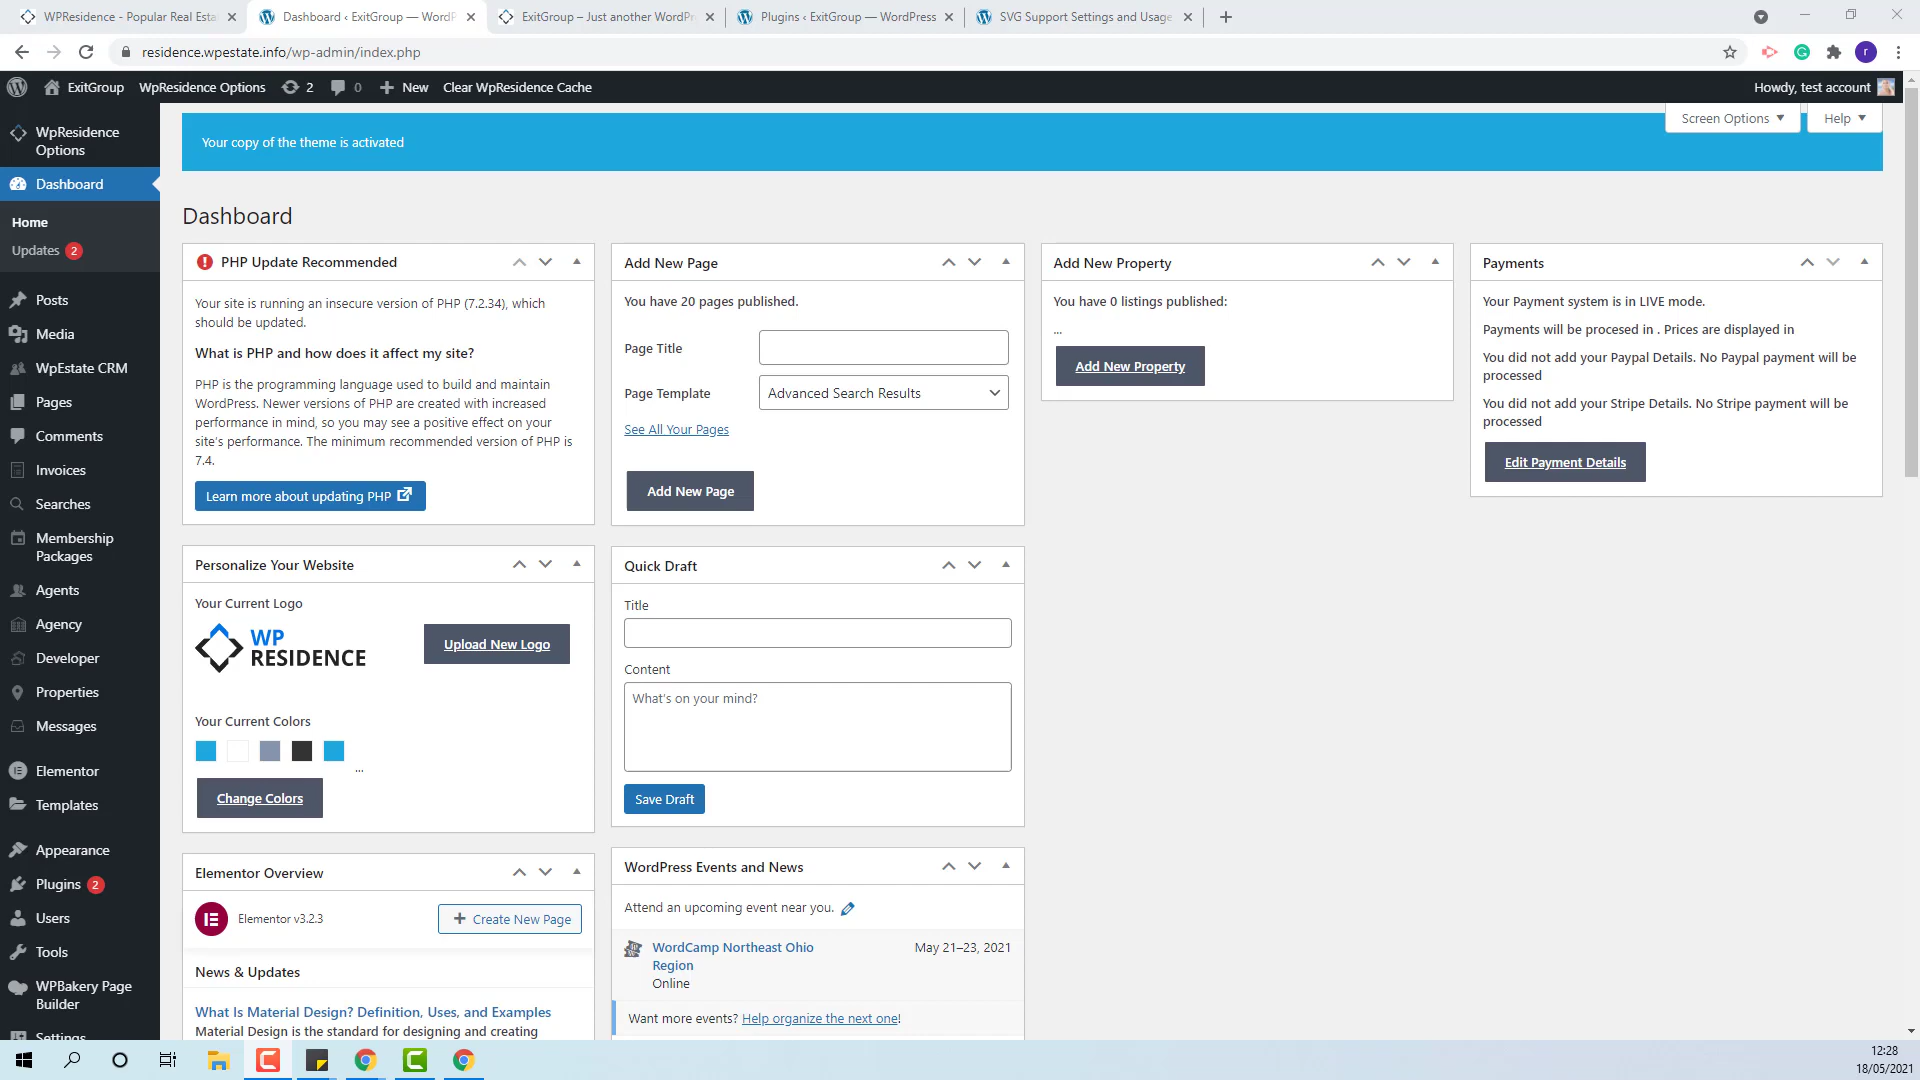 WPResidence - Popular Real Esta
Dashboard ‹ ExitGroup — WordP
ExitGroup – Just another WordPr
Plugins ‹ ExitGroup — WordPress
SVG Support Settings and Usage
residence.wpestate.info/wp-admin/index.php
r
ExitGroup
WpResidence Options
2
0
New
Clear WpResidence Cache
Howdy, test account
WpResidence
Options
Dashboard
Home
Updates 2
Posts
Media
WpEstate CRM
Pages
Comments
Invoices
Searches
Membership
Packages
Agents
Agency
Developer
Properties
Messages
Elementor
Templates
Appearance
Plugins 2
Users
Tools
WPBakery Page
Builder
Settings
Your copy of the theme is activated
Screen Options
Help
Dashboard
PHP Update Recommended
Your site is running an insecure version of PHP (7.2.34), which
should be updated.
What is PHP and how does it affect my site?
PHP is the programming language used to build and maintain
WordPress. Newer versions of PHP are created with increased
performance in mind, so you may see a positive effect on your
site's performance. The minimum recommended version of PHP is
7.4.
Learn more about updating PHP
Personalize Your Website
Your Current Logo
WP
RESIDENCE
Upload New Logo
Your Current Colors
...
Change Colors
Elementor Overview
Elementor v3.2.3
Create New Page
News & Updates
What Is Material Design? Definition, Uses, and Examples
Material Design is the standard for designing and creating
Add New Page
You have 20 pages published.
Page Title
Page Template
Advanced Search Results
See All Your Pages
Add New Page
Quick Draft
Title
Content
What's on your mind?
Save Draft
WordPress Events and News
Attend an upcoming event near you.
WordCamp Northeast Ohio
Region
Online
May 21–23, 2021
Want more events? Help organize the next one!
Add New Property
You have 0 listings published:
...
Add New Property
Payments
Your Payment system is in LIVE mode.
Payments will be procesed in . Prices are displayed in
You did not add your Paypal Details. No Paypal payment will be
processed
You did not add your Stripe Details. No Stripe payment will be
processed
Edit Payment Details
12:28
18/05/2021